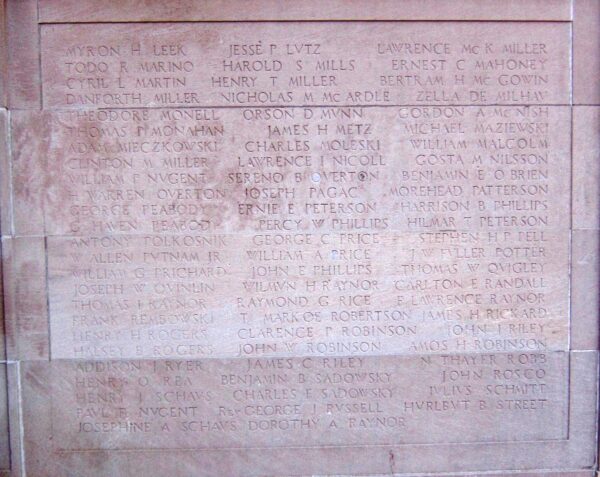 MYRON H LEEK JESSE P LVTZ LAWRENCE MCK MILLER
TODO R MARINO HAROLD S MILLS ERNEST C MAHONEY
CYRIL L MARTIN HENRY T MILLER BERTRAM H MCGOWIN
DANFORTH MILLER NICHOLAS M MCARDLE ZELLA DE MILHAV
THEODORE MONELL ORSON D MVNN GORDON A MCNISH
THOMAS P MONAHAN JAMES H METZ MICHAEL MAZIEWSKI
ADAM MIECZKOWSKI CHARLES MOLESKI WILLIAM MALCOLM
CLINTON M MILLER LAWRENCE I NICOLL GOSTA M NILSSON
WILLIAM P NVGENT SERENO B OVERTON BENJAMIN E O'BRIEN
H WARREN OVERTON JOSEPH PAGAC MOREHEAD PATTERSON
GEORGE PEABODY ERNIE E PETERSON HARRISON B PHILLIPS
G HAVEN PEABODY PERCY W PHILLIPS HILMAR T PETERSON
ANTONY POLKOSNIK GEORGE C PRICE STEPHEN H P PELL
W ALLEN PVTNAM JR WILLIAM A PRICE J W FVLLER POTTER
WILLIAM G PRICHARD JOHN E PHILLIPS THOMAS W QVIGLEY
JOSEPH W QVINLIN WILMVN H RAYNOR CARLTON E RANDALL
THOMAS J RAYNOR RAYMOND G RICE E LAWRENCE RAYNOR
FRANK REMBOWSKI T MARKOE ROBERTSON JAMES H RICKARD
HENRY H ROGERS CLARENCE P ROBINSON JOHN J RILEY
HALSEY B ROGERS JOHN W ROBINSON AMOS H ROBINSON
ADDISON J RYER JAMES C RILEY N THAYER ROBB
HENRY O REA BENJAMIN B SADOWSKY JOHN ROSCO
HENRY J SCHAVS CHARLES E SADOWSKY IVLIVS SCHMITT
PAVL B NVGENT REV GEORGE J RVSSELL HVRLBVT B STREET
JOSEPHINE A SCHAVS DOROTHY A RAYNOR